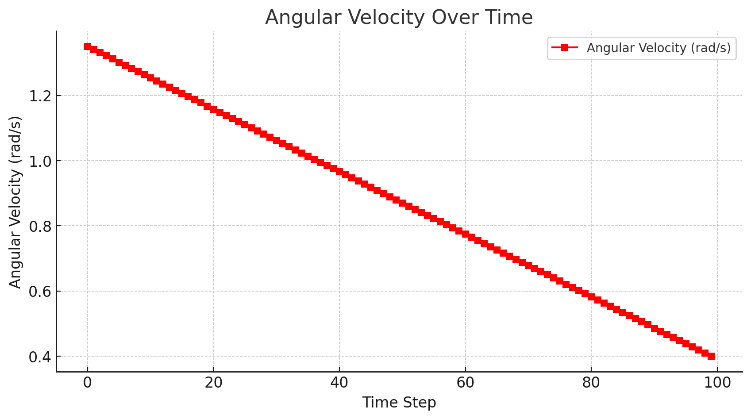 Angular Velocity Over Time
Angular Velocity (rad/s)
Angular Velocity (rad/s)
1.2
1.0
0.8
0.6
0.4
0 20 40 60 80 100
Time Step